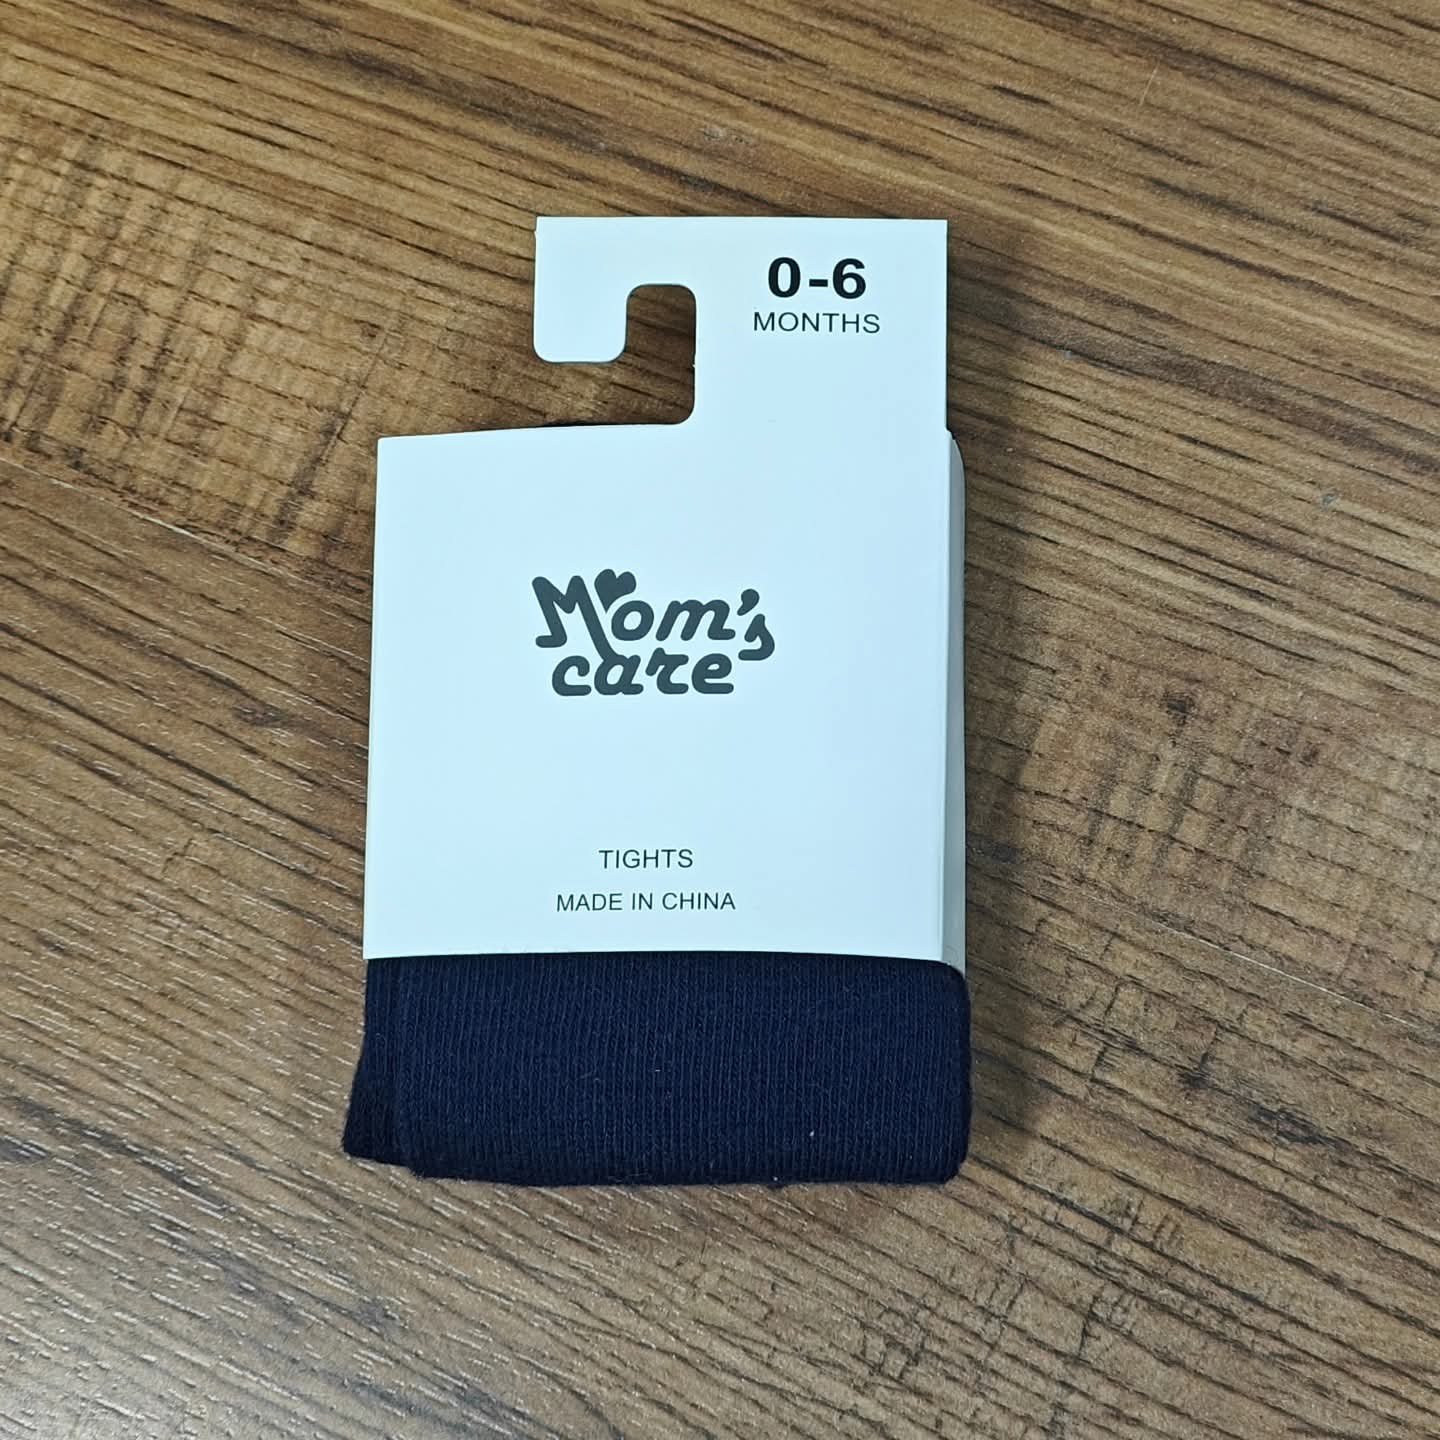 0-6
MONTHS
Mom's
care
TIGHTS
MADE IN CHINA